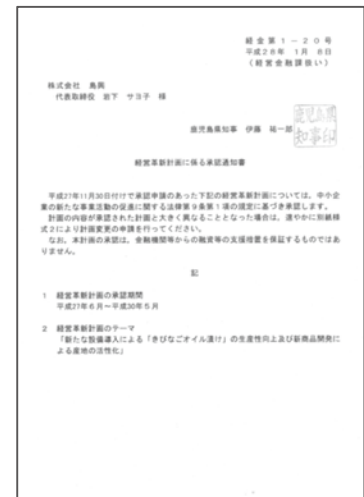 経金第１－２０号
平成２８年 １月 ６日
（経営金融課扱い）
株式会社 島興
代表取締役 岩下 サヨ子 様
鹿児島県知事 伊藤 祐一郎
鹿児島県
知事印
経営革新計画に係る承認通知書
平成27年11月30日付けで承認申請のあった下記の経営革新計画については、中小企
業の新たな事業活動の促進に関する法律第９条第１項の規定に基づき承認します。
計画の内容が承認された計画と大きく異なることとなった場合は、速やかに別紙様
式２により計画変更の申請を行ってください。
なお、本計画の承認は、金融機関等からの融資等の支援措置を保証するものではあ
りません。
記
１ 経営革新計画の承認期間
平成27年６月～平成30年５月
２ 経営革新計画のテーマ
「新たな設備導入による「きびなごオイル漬け」の生産性向上及び新商品開発に
よる産地の活性化」